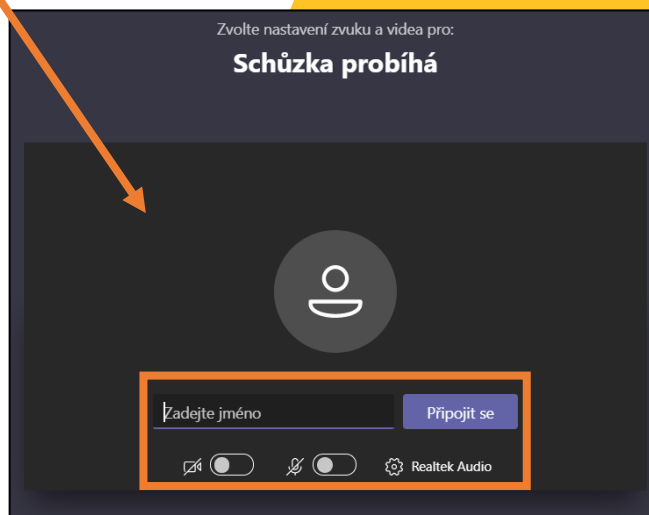 Zvolte nastavení zvuku a videa pro:
Schůzka probíhá
Zadejte jméno
Připojit se
Realtek Audio